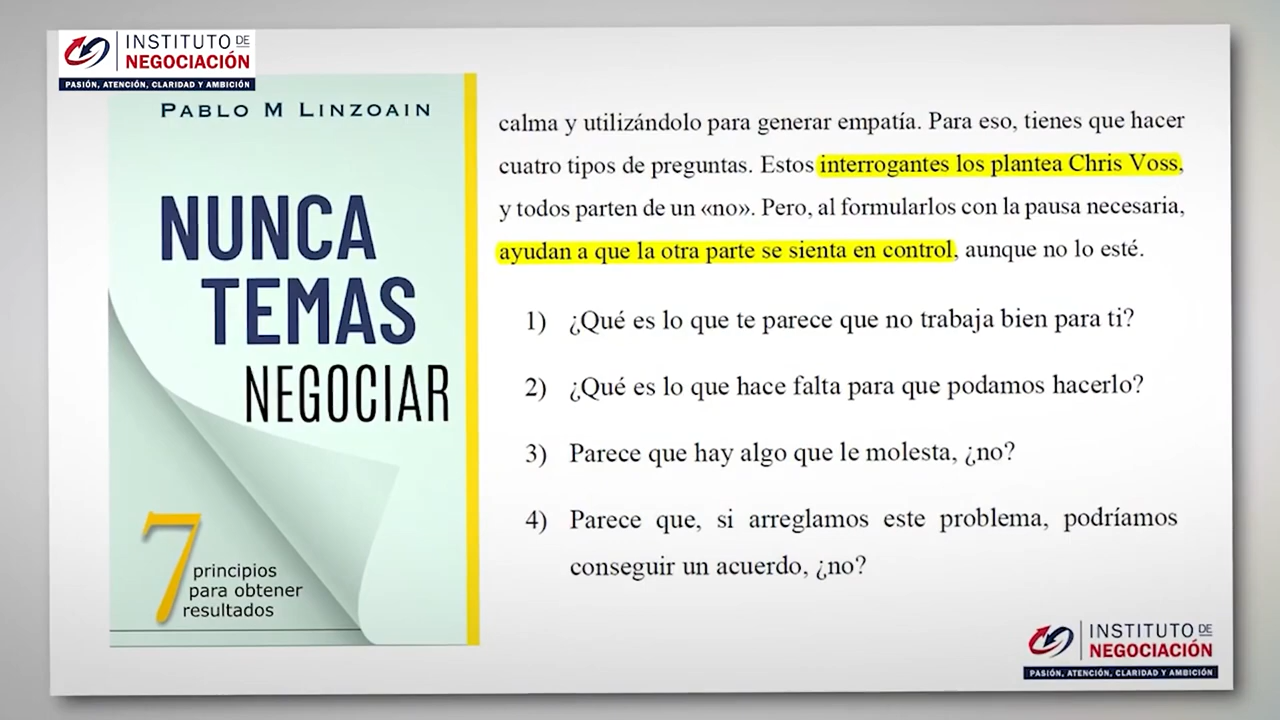 INSTITUTO DE
NEGOCIACIÓN
PASIÓN, ATENCIÓN, CLARIDAD Y AMBICIÓN
PABLO M LINZOAIN
NUNCA
TEMAS
NEGOCIAR
7
principios
para obtener
resultados
calma y utilizándolo para generar empatía. Para eso, tienes que hacer
cuatro tipos de preguntas. Estos interrogantes los plantea Chris Voss,
y todos parten de un «no». Pero, al formularlos con la pausa necesaria,
ayudan a que la otra parte se sienta en control, aunque no lo esté.
1) ¿Qué es lo que te parece que no trabaja bien para ti?
2) ¿Qué es lo que hace falta para que podamos hacerlo?
3) Parece que hay algo que le molesta, ¿no?
4) Parece que, si arreglamos este problema, podríamos
conseguir un acuerdo, ¿no?
INSTITUTO DE
NEGOCIACIÓN
PASIÓN, ATENCIÓN, CLARIDAD Y AMBICIÓN